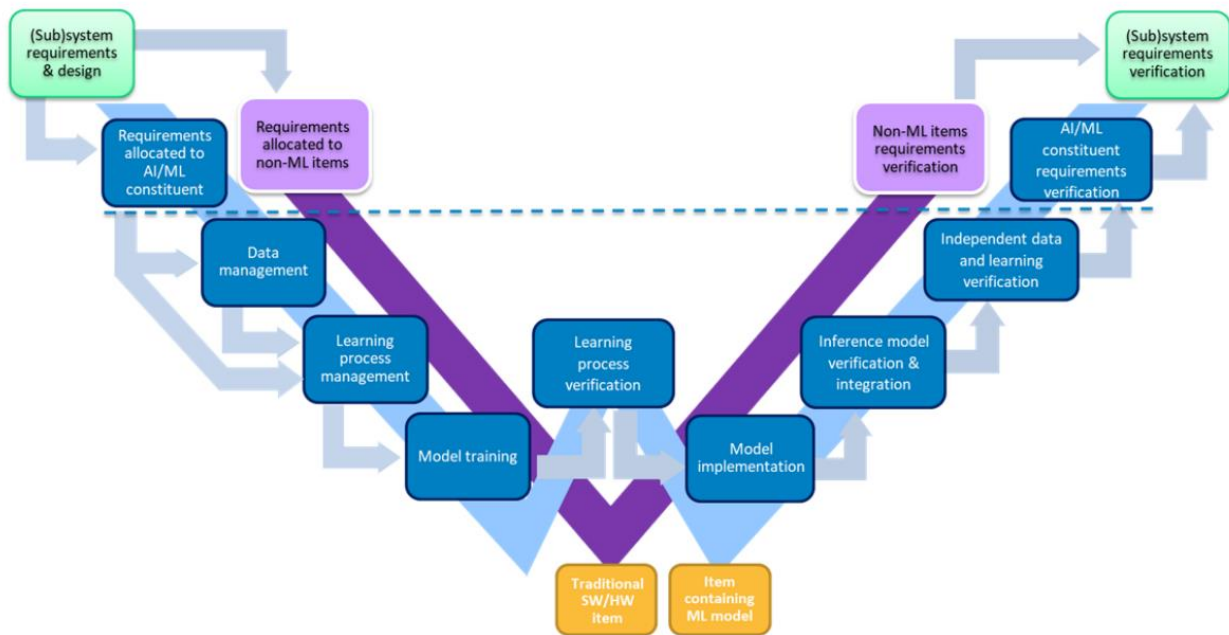 (Sub)system
requirements
& design
(Sub)system
requirements
verification
Requirements
allocated to
AI/ML
constituent
Requirements
allocated to
non-ML items
Non-ML items
requirements
verification
AI/ML
constituent
requirements
verification
Data
management
Independent data
and learning
verification
Learning
process
management
Learning
process
verification
Inference model
verification &
integration
Model training
Model
implementation
Traditional
SW/HW
item
Item
containing
ML model